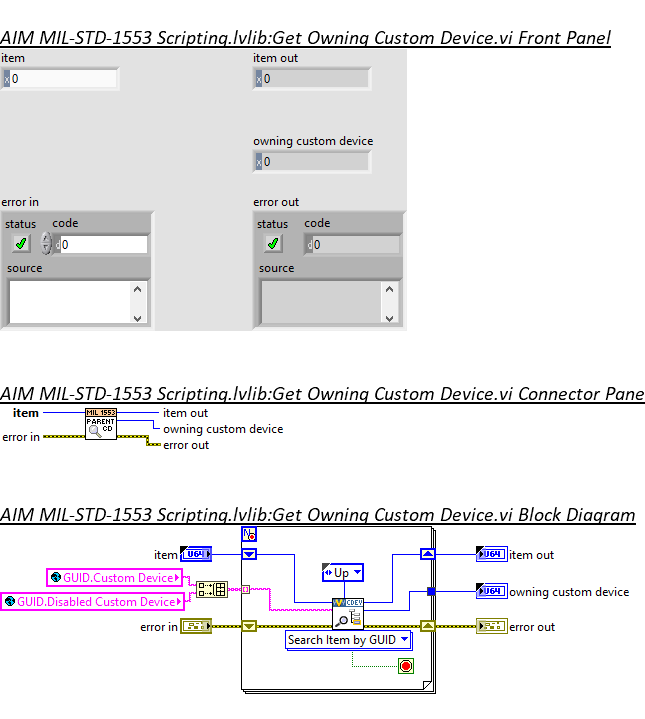 AIM MIL-STD-1553 Scripting.lvlib:Get Owning Custom Device.vi Front Panel
item
item out
x 0
x 0
owning custom device
x 0
error in
error out
status code
status code
d 0
d 0
source
source
AIM MIL-STD-1553 Scripting.lvlib:Get Owning Custom Device.vi Connector Pane
item
MIL 1553
item out
PARENT
owning custom device
CD
error in
error out
AIM MIL-STD-1553 Scripting.lvlib:Get Owning Custom Device.vi Block Diagram
N
item
U64
U64
item out
Up
GUID.Custom Device
U64
owning custom device
GUID.Disabled Custom Device
CDEV
error in
error out
Search Item by GUID